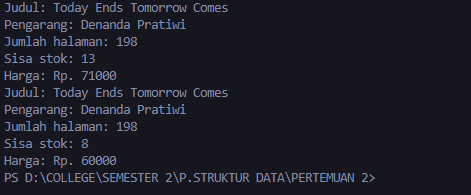 Judul: Today Ends Tomorrow Comes
Pengarang: Denanda Pratiwi
Jumlah halaman: 198
Sisa stok: 13
Harga: Rp. 71000
Judul: Today Ends Tomorrow Comes
Pengarang: Denanda Pratiwi
Jumlah halaman: 198
Sisa stok: 8
Harga: Rp. 60000
PS D:\COLLEGE\SEMESTER 2\P.STRUKTUR DATA\PERTEMUAN 2>